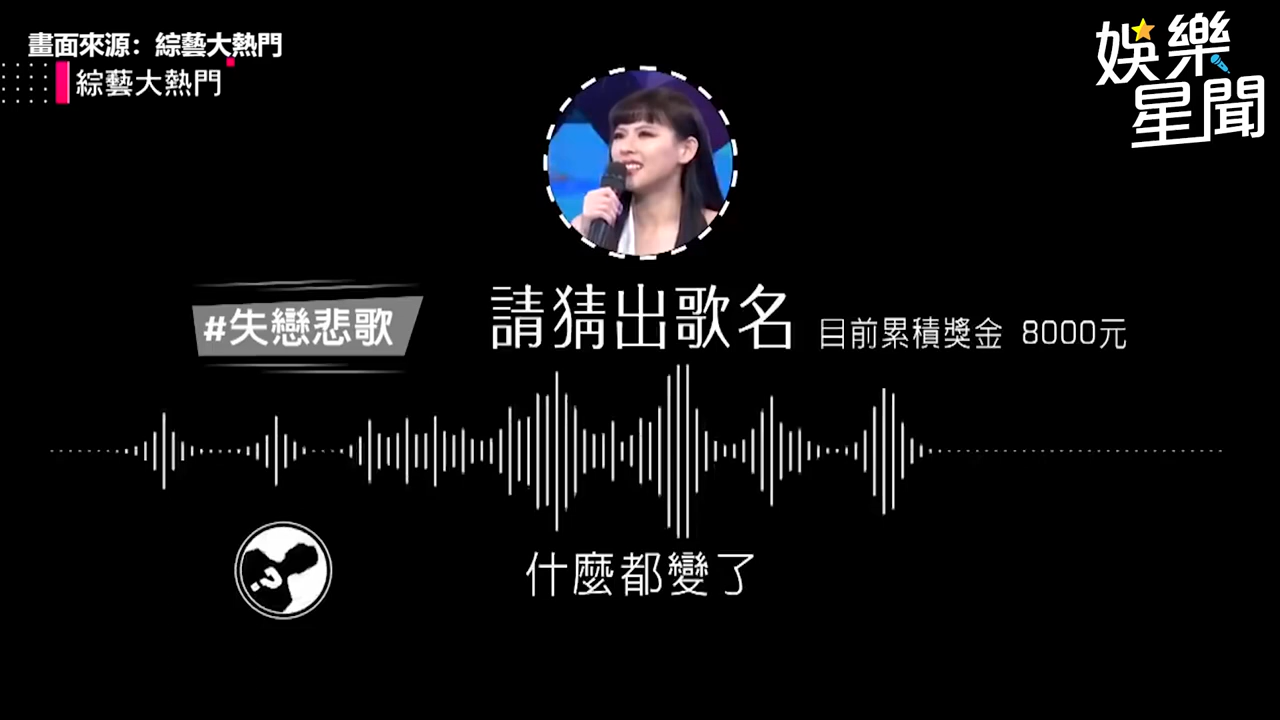 畫面來源：綜藝大熱門
綜藝大熱門
娛樂
星聞
#失戀悲歌
請猜出歌名 目前累積獎金 8000元
?
什麼都變了